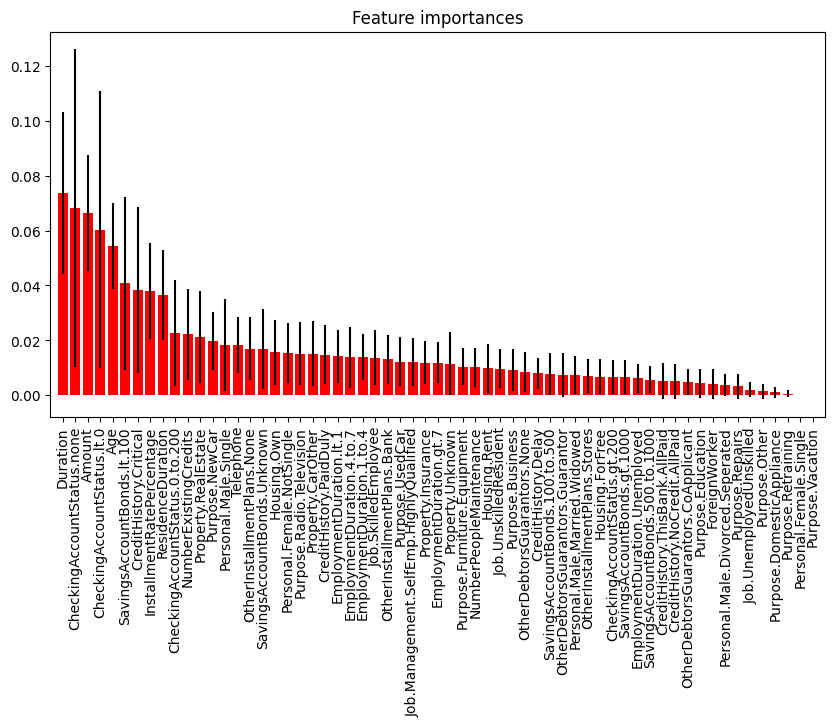 Feature importances
0.12
0.10
0.08
0.06
0.04
0.02
0.00
Duration
CheckingAccountStatus.none
Amount
CheckingAccountStatus.lt.0
Age
SavingsAccountBonds.lt.100
CreditHistory.Critical
InstallmentRatePercentage
ResidenceDuration
CheckingAccountStatus.0.to.200
NumberExistingCredits
Property.RealEstate
Purpose.NewCar
Personal.Male.Single
Telephone
OtherInstallmentPlans.None
SavingsAccountBonds.Unknown
Housing.Own
Personal.Female.NotSingle
Purpose.Radio.Television
Property.CarOther
CreditHistory.PaidDuly
EmploymentDuration.lt.1
EmploymentDuration.4.to.7
EmploymentDuration.1.to.4
Job.SkilledEmployee
OtherInstallmentPlans.Bank
Purpose.UsedCar
Job.Management.SelfEmp.HighlyQualified
Property.Insurance
EmploymentDuration.gt.7
Property.Unknown
Purpose.Furniture.Equipment
NumberPeopleMaintenance
Housing.Rent
Job.UnskilledResident
Purpose.Business
OtherDebtorsGuarantors.None
CreditHistory.Delay
SavingsAccountBonds.100.to.500
OtherDebtorsGuarantors.Guarantor
Personal.Male.Married.Widowed
OtherInstallmentPlans.Stores
Housing.ForFree
CheckingAccountStatus.gt.200
SavingsAccountBonds.gt.1000
EmploymentDuration.Unemployed
SavingsAccountBonds.500.to.1000
CreditHistory.ThisBank.AllPaid
CreditHistory.NoCredit.AllPaid
OtherDebtorsGuarantors.CoApplicant
Purpose.Education
ForeignWorker
Personal.Male.Divorced.Seperated
Purpose.Repairs
Job.UnemployedUnskilled
Purpose.Other
Purpose.DomesticAppliance
Purpose.Retraining
Personal.Female.Single
Purpose.Vacation